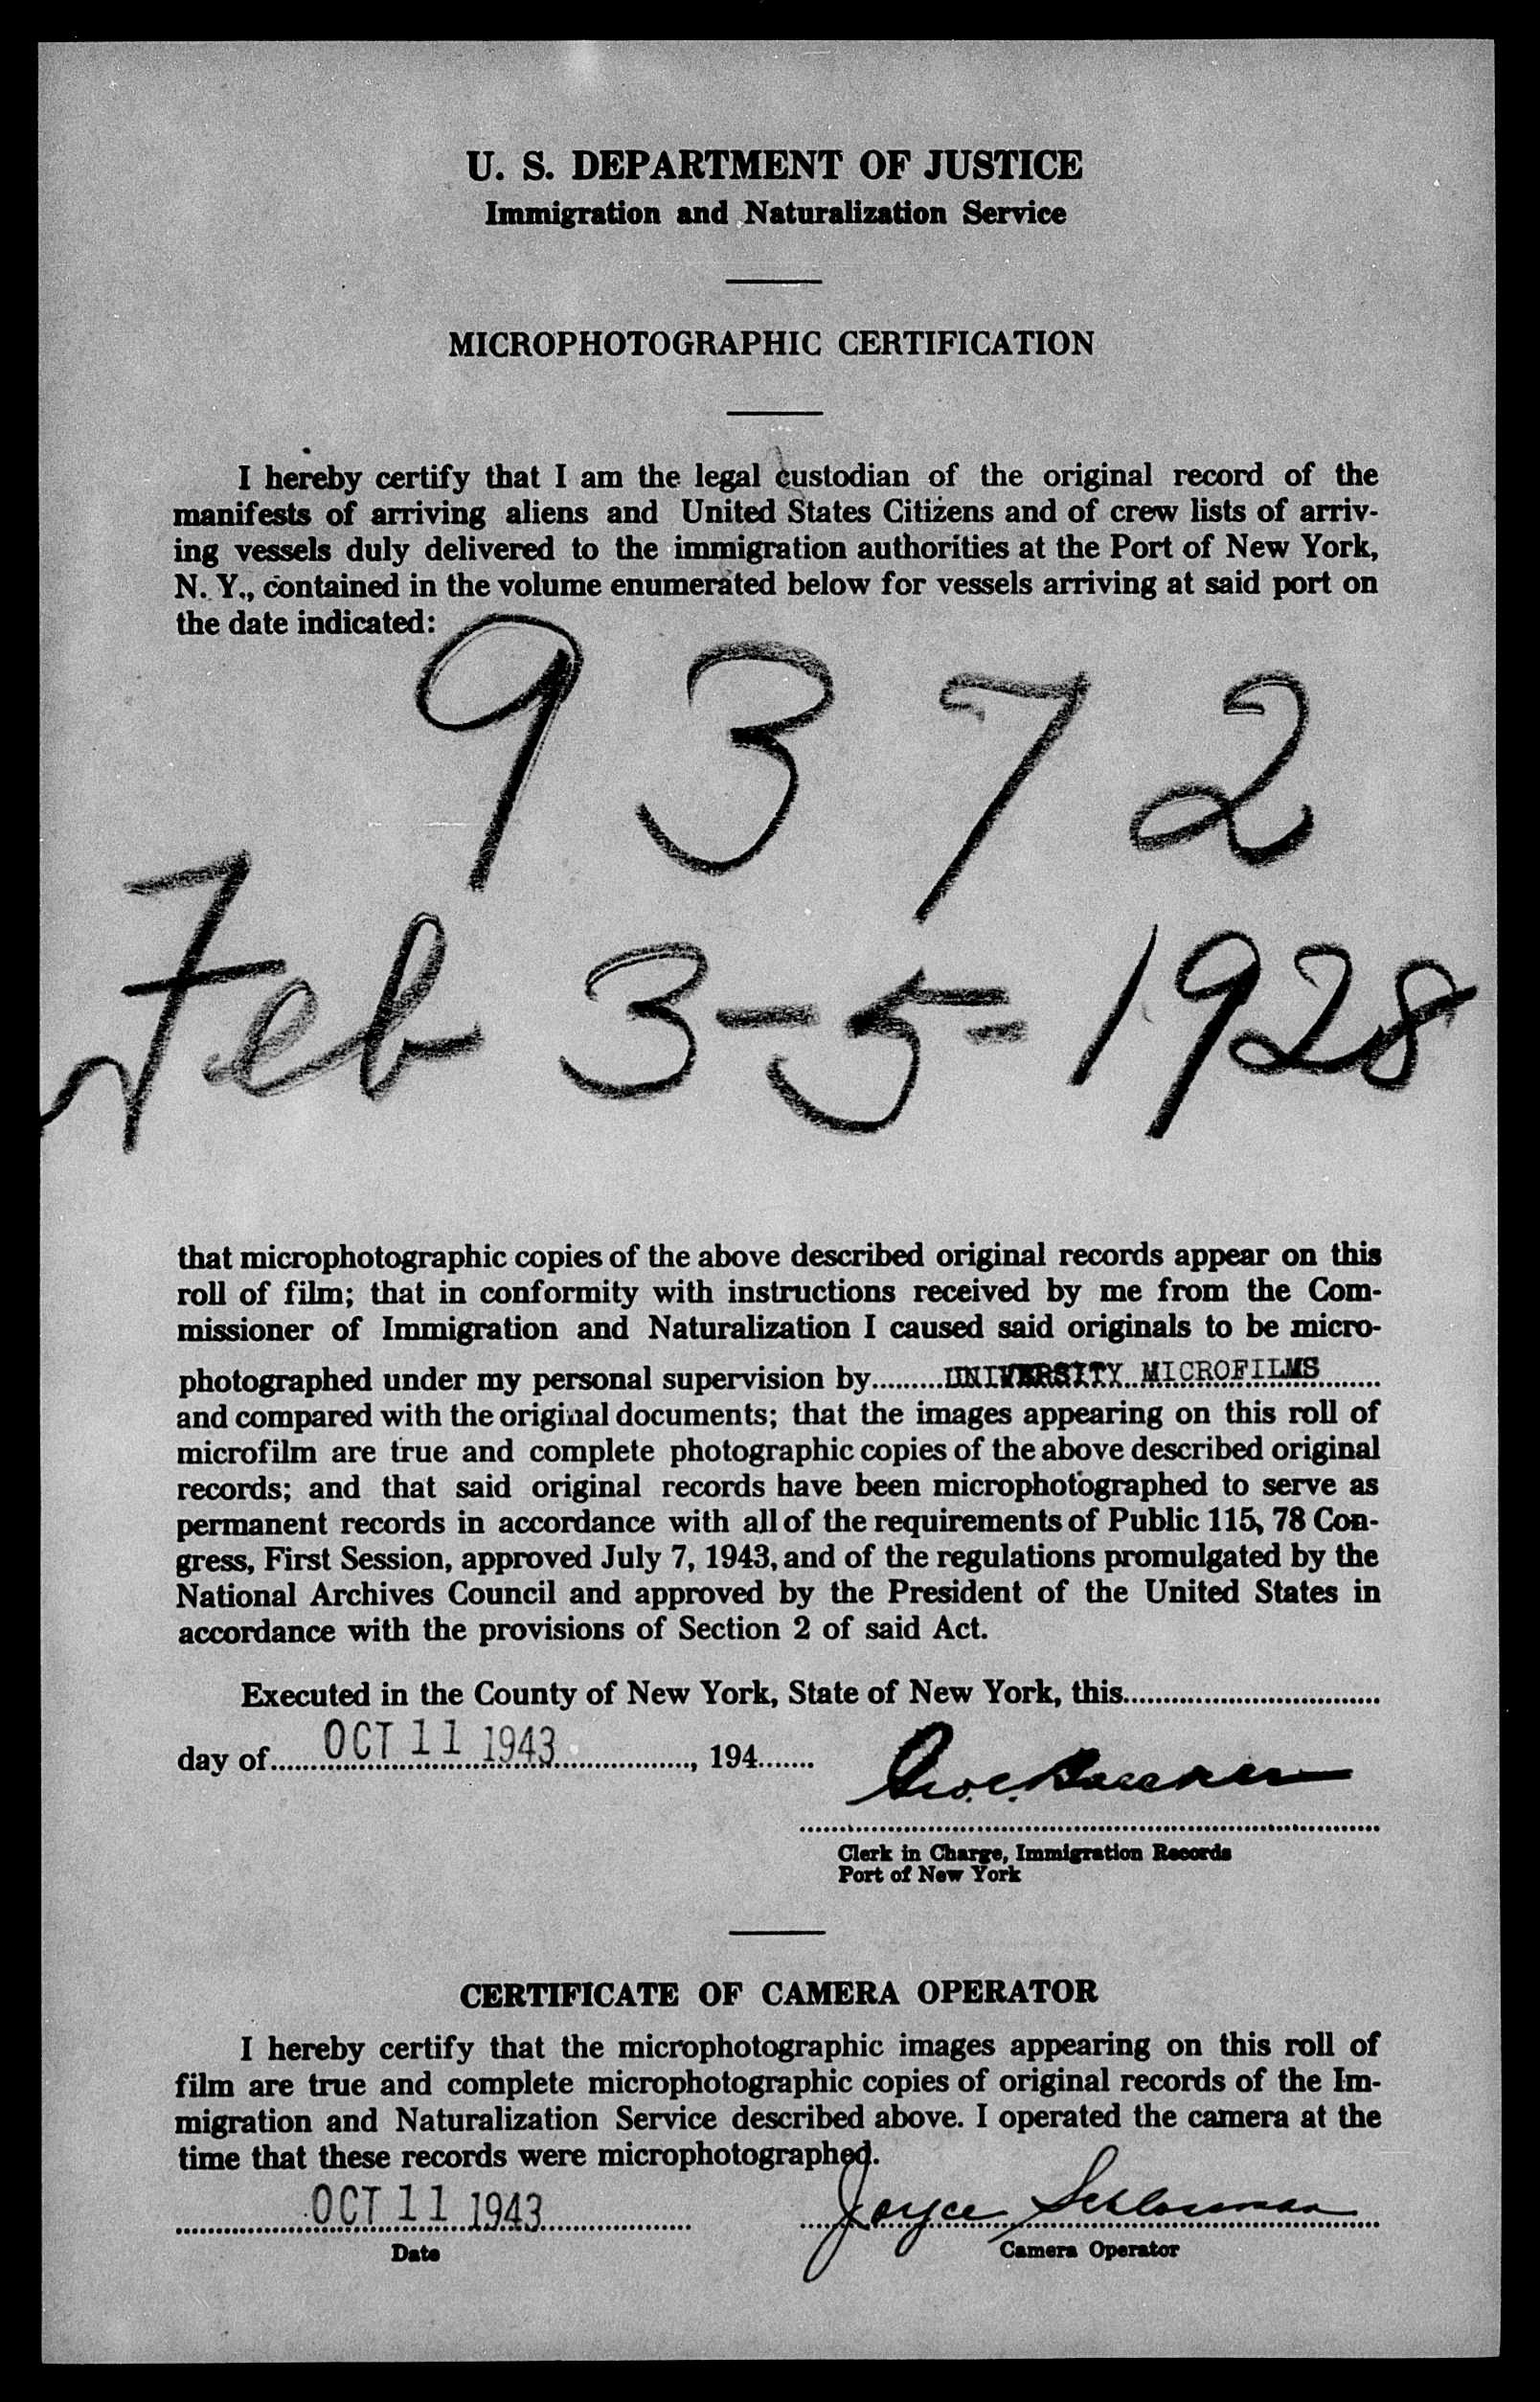 U. S. DEPARTMENT OF JUSTICE
Immigration and Naturalization Service
MICROPHOTOGRAPHIC CERTIFICATION
I hereby certify that I am the legal custodian of the original record of the
manifests of arriving aliens and United States Citizens and of crew lists of arriv-
ing vessels duly delivered to the immigration authorities at the Port of New York,
N. Y., contained in the volume enumerated below for vessels arriving at said port on
the date indicated:
9372
Feb 3-5-1928
that microphotographic copies of the above described original records appear on this
roll of film; that in conformity with instructions received by me from the Com-
missioner of Immigration and Naturalization I caused said originals to be micro-
photographed under my personal supervision by UNIVERSITY MICROFILMS
and compared with the original documents; that the images appearing on this roll of
microfilm are true and complete photographic copies of the above described original
records; and that said original records have been microphotographed to serve as
permanent records in accordance with all of the requirements of Public 115, 78 Con-
gress, First Session, approved July 7, 1943, and of the regulations promulgated by the
National Archives Council and approved by the President of the United States in
accordance with the provisions of Section 2 of said Act.
Executed in the County of New York, State of New York, this
day of OCT 11 1943, 194
Clerk in Charge, Immigration Records
Port of New York
CERTIFICATE OF CAMERA OPERATOR
I hereby certify that the microphotographic images appearing on this roll of
film are true and complete microphotographic copies of original records of the Im-
migration and Naturalization Service described above. I operated the camera at the
time that these records were microphotographed.
OCT 11 1943 Joyce
Date Camera Operator